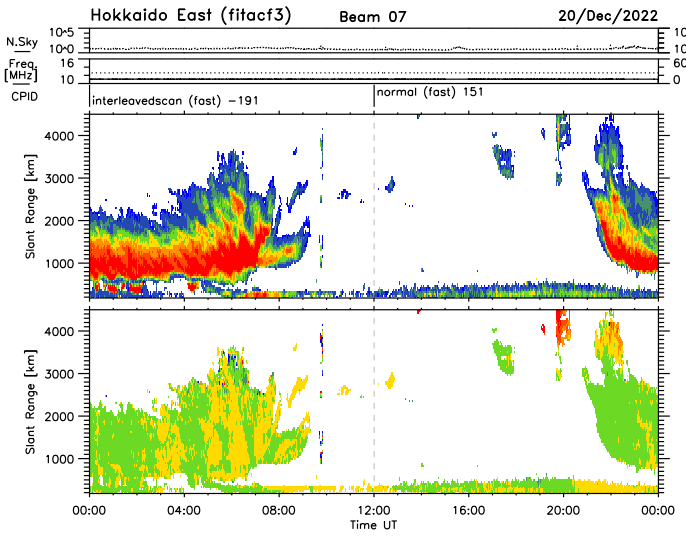 Hokkaido East (fitacf3) Beam 07 20/Dec/2022
N.Sky 10^5 10^0 10^5 10^0
Freq. [MHz] 16 10 60 0
CPID interleavedscan (fast) -191 normal (fast) 151
Slant Range [km] 4000 3000 2000 1000
Slant Range [km] 4000 3000 2000 1000
00:00 04:00 08:00 12:00 16:00 20:00 00:00
Time UT